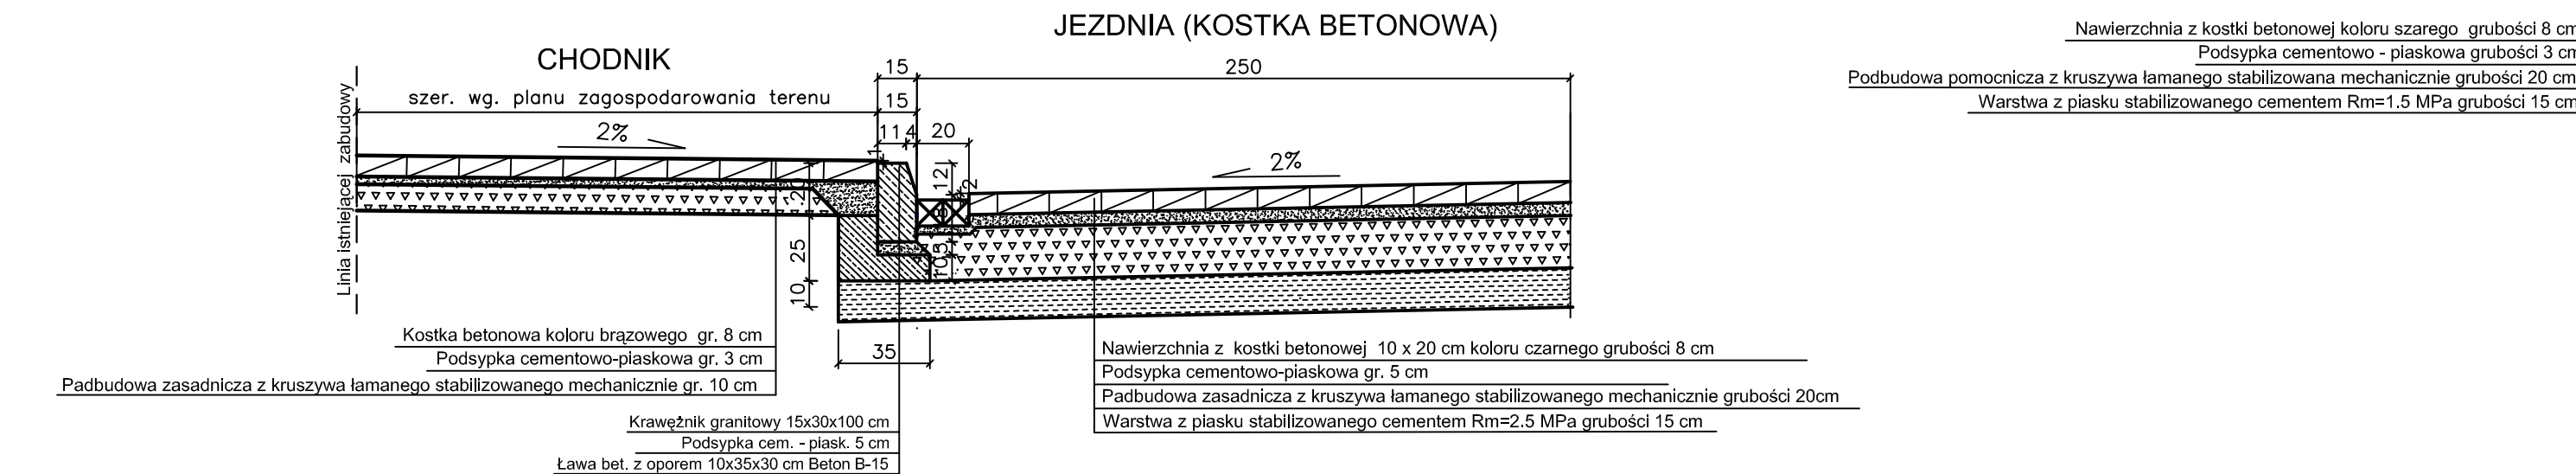 JEZDNIA (KOSTKA BETONOWA)
CHODNIK
15
250
szer. wg. planu zagospodarowania terenu
15
11
4
20
2%
2%
1
12
2
20
8
25
10
5
10
35
Linia istniejącej zabudowy
Nawierzchnia z kostki betonowej koloru szarego grubości 8 cm
Podsypka cementowo - piaskowa grubości 3 cm
Podbudowa pomocnicza z kruszywa łamanego stabilizowana mechanicznie grubości 20 cm
Warstwa z piasku stabilizowanego cementem Rm=1.5 MPa grubości 15 cm
Kostka betonowa koloru brązowego gr. 8 cm
Podsypka cementowo-piaskowa gr. 3 cm
Padbudowa zasadnicza z kruszywa łamanego stabilizowanego mechanicznie gr. 10 cm
Krawężnik granitowy 15x30x100 cm
Podsypka cem. - piask. 5 cm
Ława bet. z oporem 10x35x30 cm Beton B-15
Nawierzchnia z kostki betonowej 10 x 20 cm koloru czarnego grubości 8 cm
Podsypka cementowo-piaskowa gr. 5 cm
Padbudowa zasadnicza z kruszywa łamanego stabilizowanego mechanicznie grubości 20cm
Warstwa z piasku stabilizowanego cementem Rm=2.5 MPa grubości 15 cm